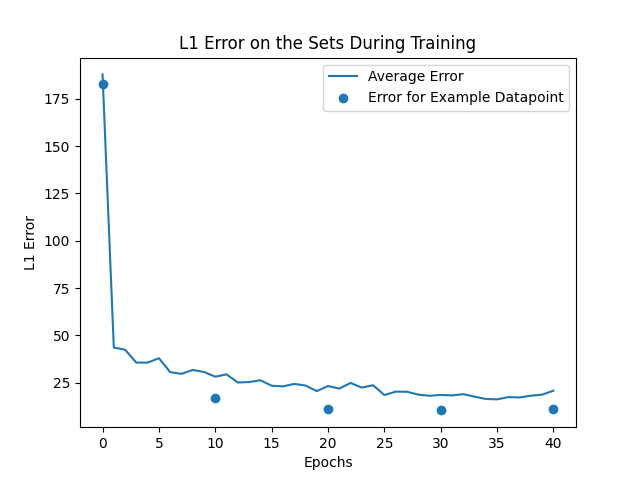 L1 Error on the Sets During Training
Average Error
Error for Example Datapoint
175
150
125
100
75
50
25
L1 Error
0 5 10 15 20 25 30 35 40
Epochs